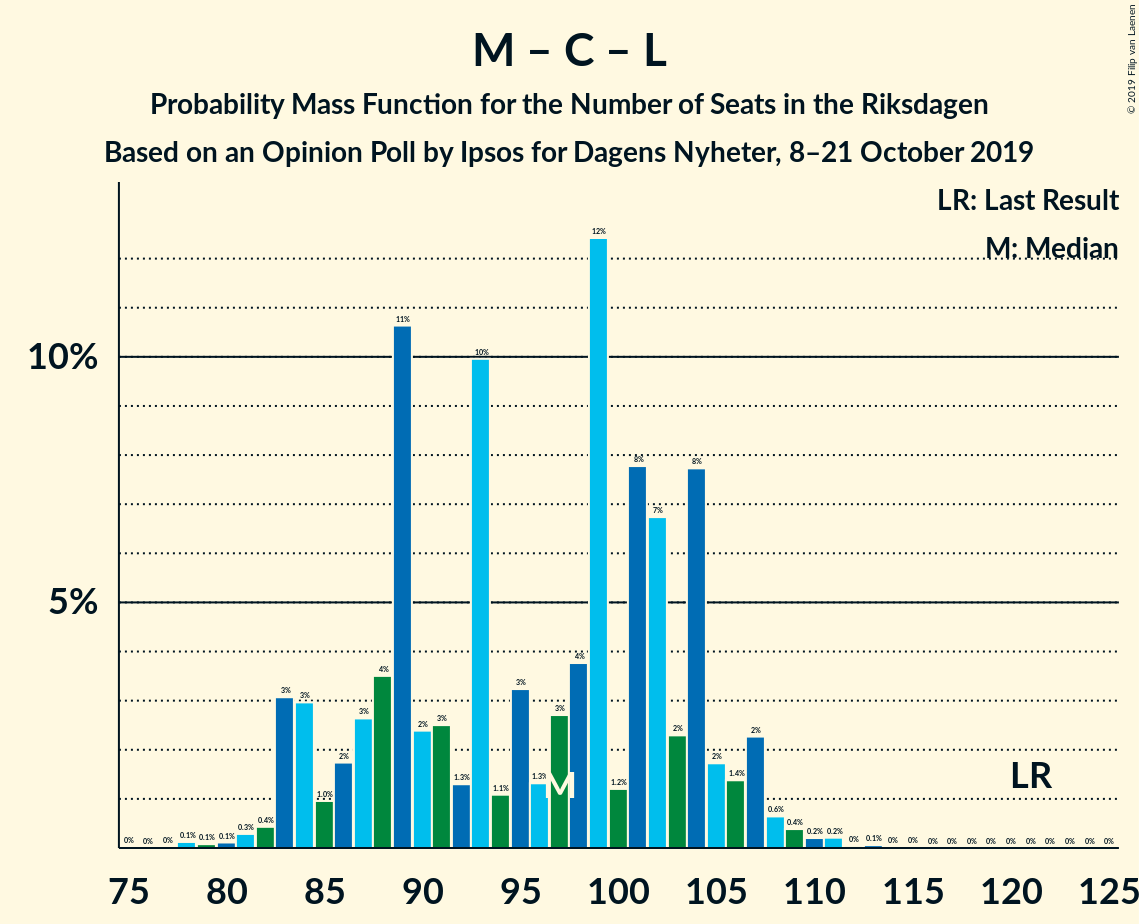 M – C – L
Probability Mass Function for the Number of Seats in the Riksdagen
Based on an Opinion Poll by Ipsos for Dagens Nyheter, 8–21 October 2019
© 2019 Filip van Laenen
LR: Last Result
M: Median
10%
5%
0% 0% 0% 0.1% 0.1% 0.1% 0.3% 0.4% 3% 3% 1.0% 2% 3% 4% 11% 2% 3% 1.3% 10% 1.1% 3% 1.3% 3% 4% 12% 1.2% 8% 7% 2% 8% 2% 1.4% 2% 0.6% 0.4% 0.2% 0.2% 0% 0.1% 0% 0% 0% 0% 0% 0% 0% 0% 0% 0% 0% 0%
M
LR
75 80 85 90 95 100 105 110 115 120 125